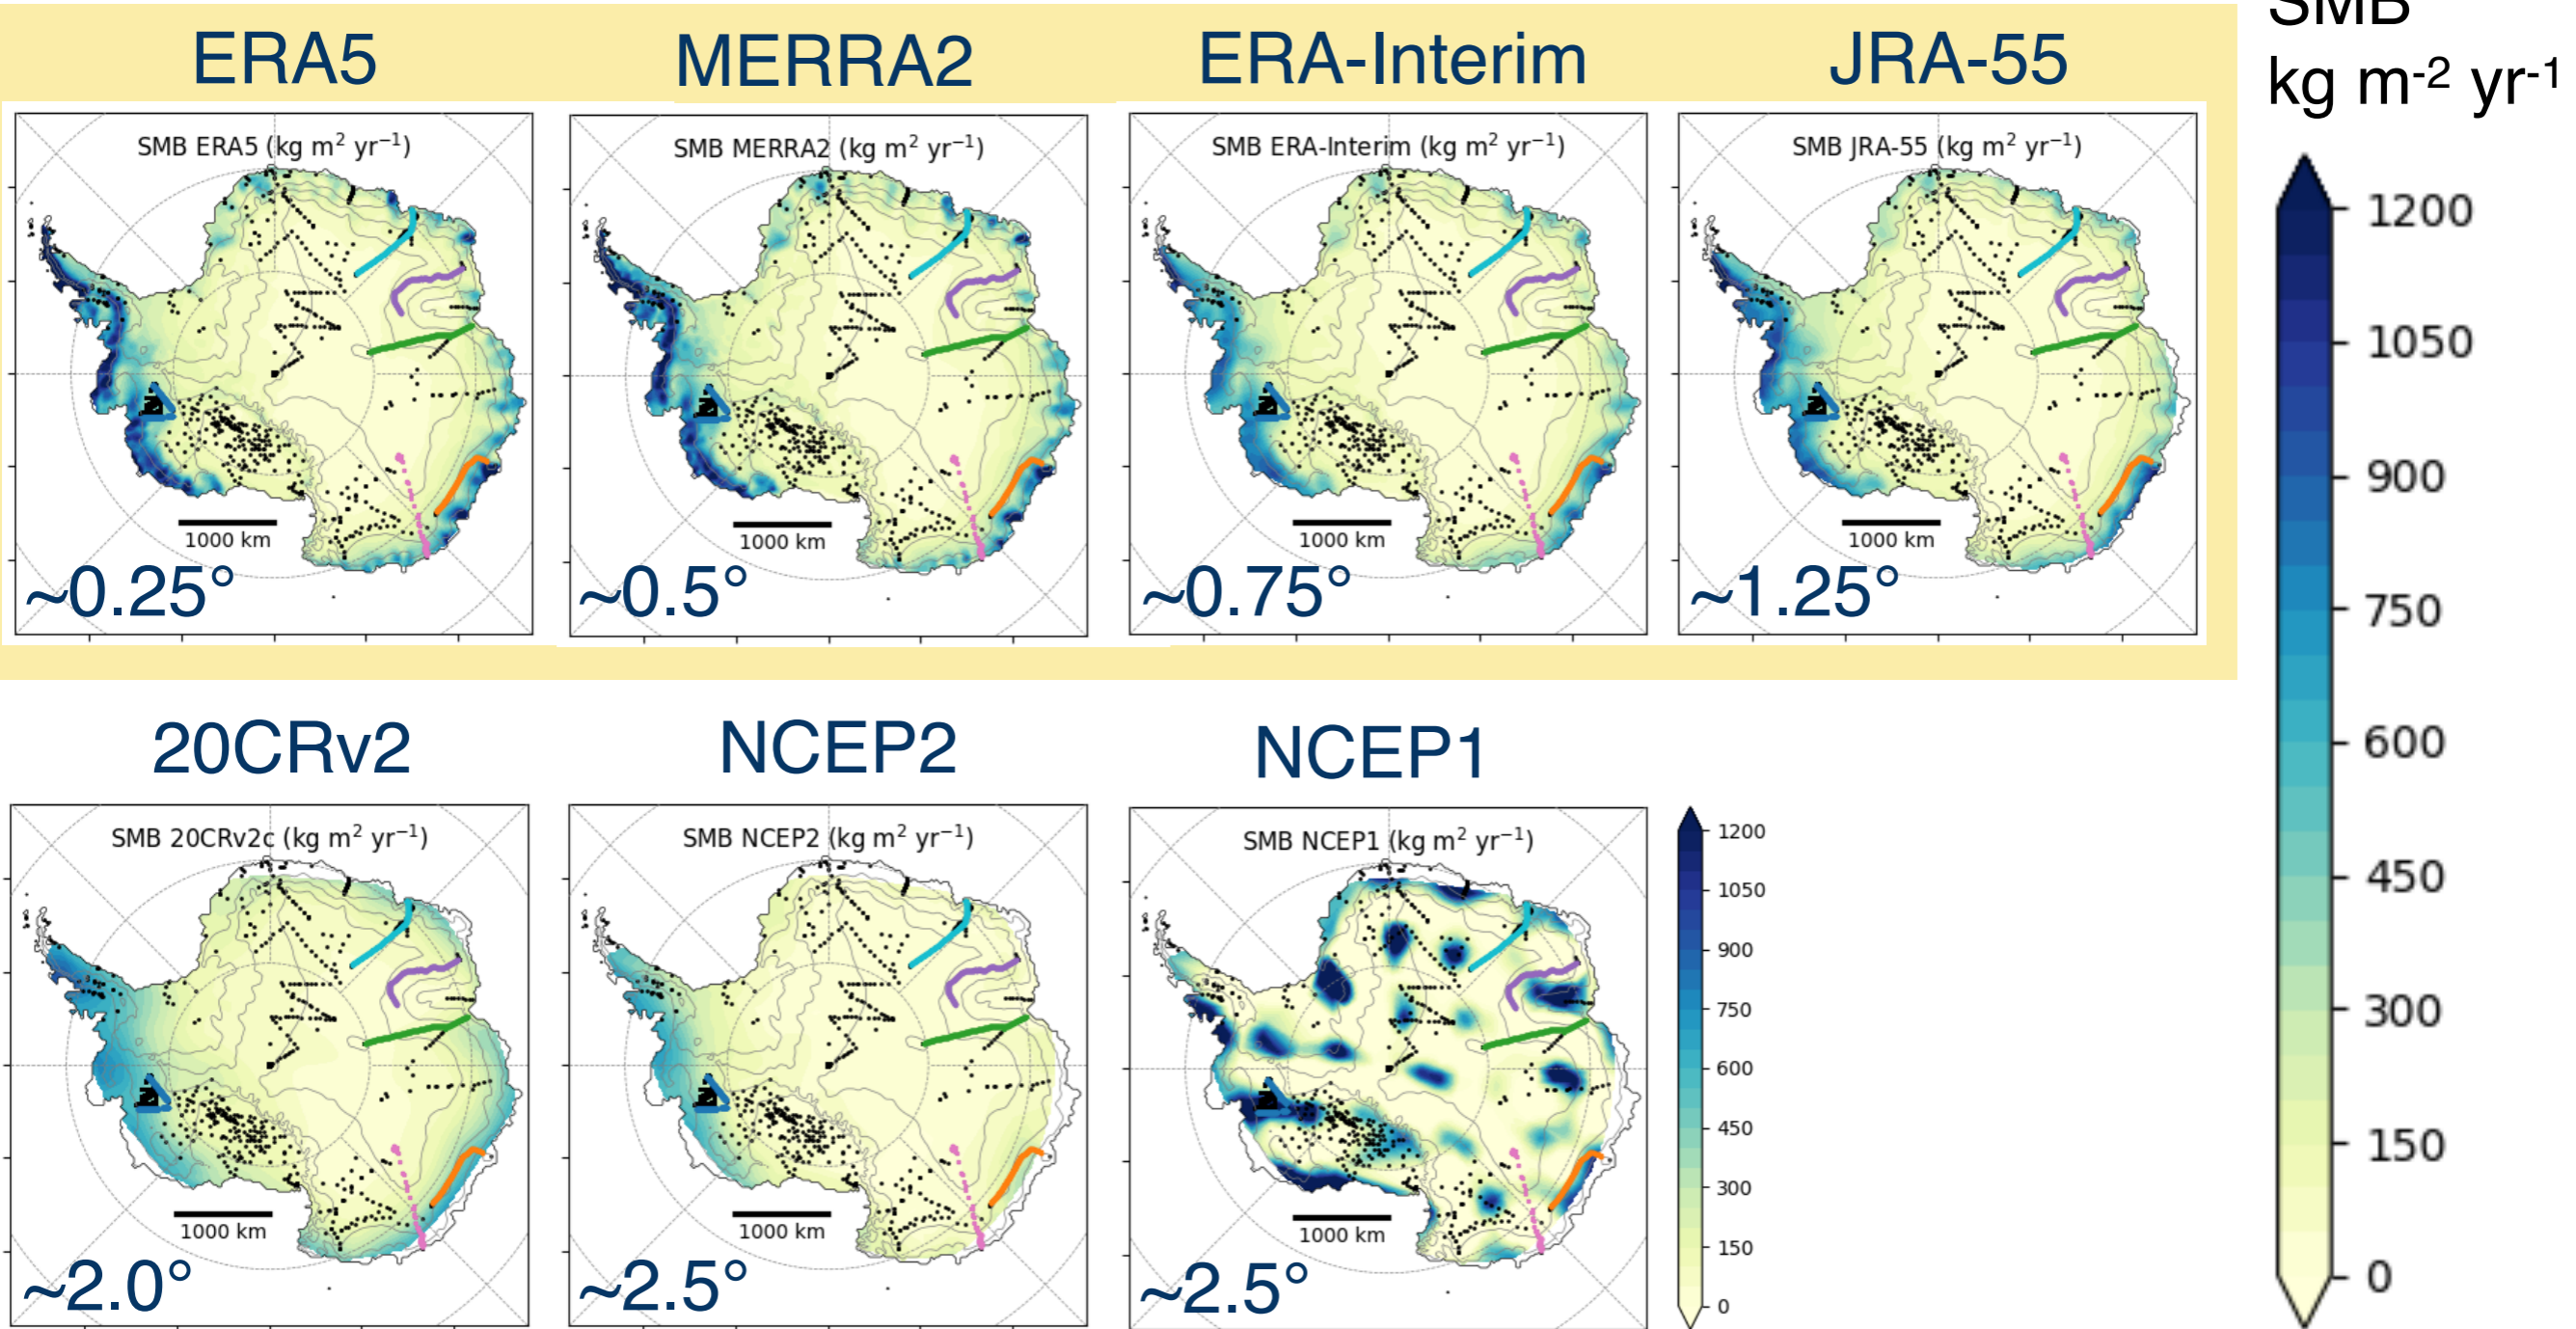 ERA5 MERRA2 ERA-Interim JRA-55
SMB
kg m⁻² yr⁻¹
SMB ERA5 (kg m² yr⁻¹)
1000 km
~0.25°
SMB MERRA2 (kg m² yr⁻¹)
1000 km
~0.5°
SMB ERA-Interim (kg m² yr⁻¹)
1000 km
~0.75°
SMB JRA-55 (kg m² yr⁻¹)
1000 km
~1.25°
1200
1050
900
750
600
450
300
150
0
20CRv2 NCEP2 NCEP1
SMB 20CRv2c (kg m² yr⁻¹)
1000 km
~2.0°
SMB NCEP2 (kg m² yr⁻¹)
1000 km
~2.5°
SMB NCEP1 (kg m² yr⁻¹)
1000 km
~2.5°
1200
1050
900
750
600
450
300
150
0